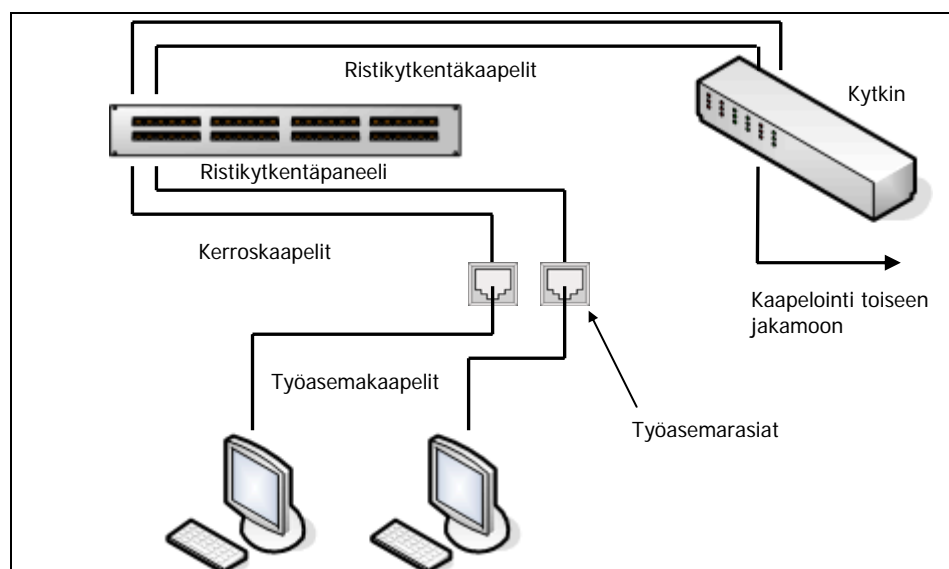 Ristikytkentäkaapelit
Kytkin
Ristikytkentäpaneeli
Kerroskaapelit
Kaapelointi toiseen
jakamoon
Työasemakaapelit
Työasemarasiat